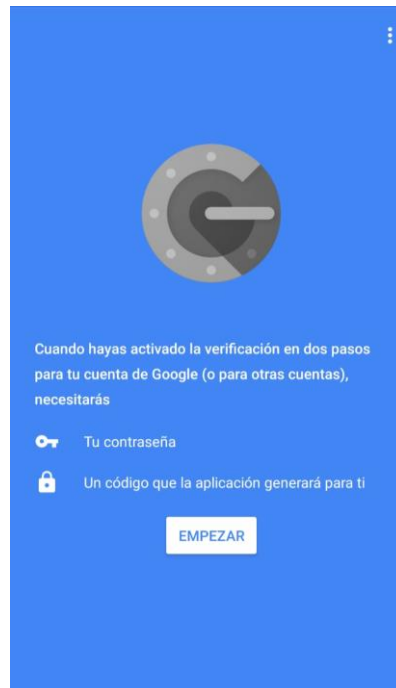 Cuando hayas activado la verificación en dos pasos
para tu cuenta de Google (o para otras cuentas),
necesitarás
Tu contraseña
Un código que la aplicación generará para ti
EMPEZAR